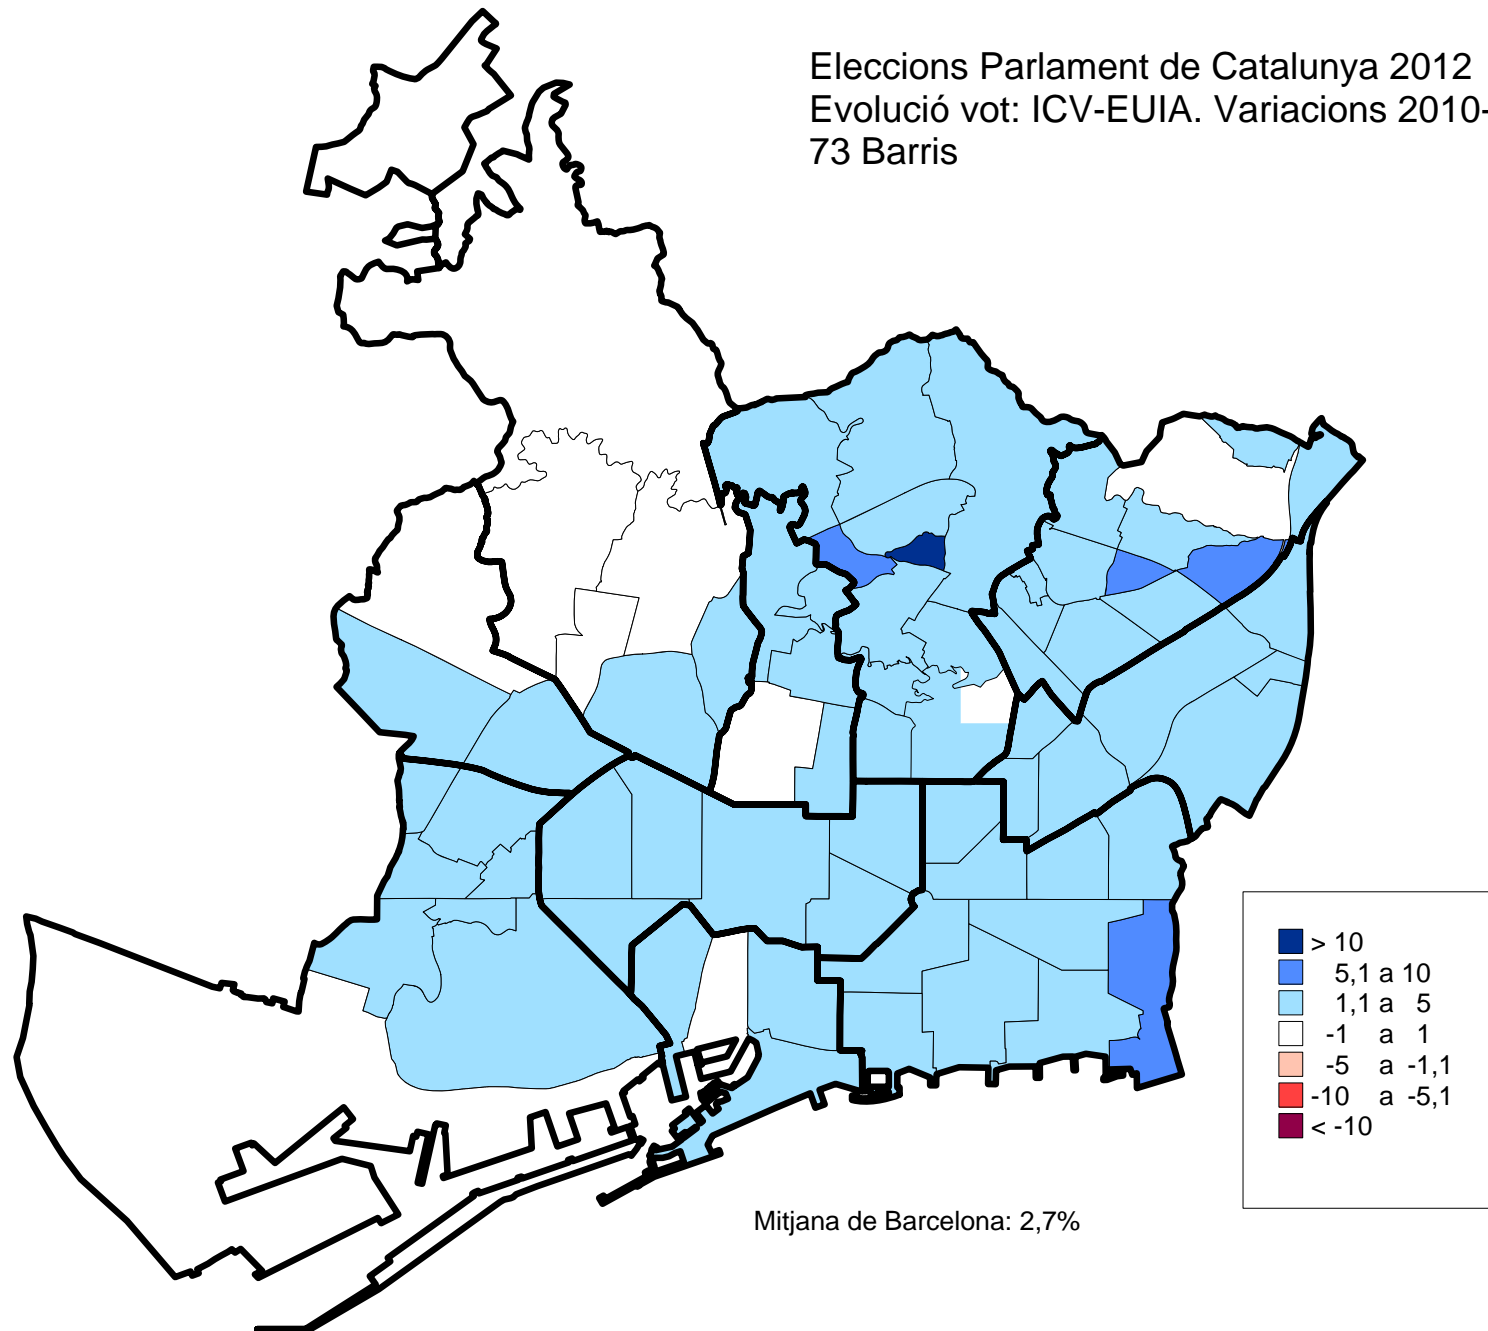 Eleccions Parlament de Catalunya 2012
Evolució vot: ICV-EUIA. Variacions 2010-
73 Barris
> 10
5,1 a 10
1,1 a 5
-1 a 1
-5 a -1,1
-10 a -5,1
< -10
Mitjana de Barcelona: 2,7%